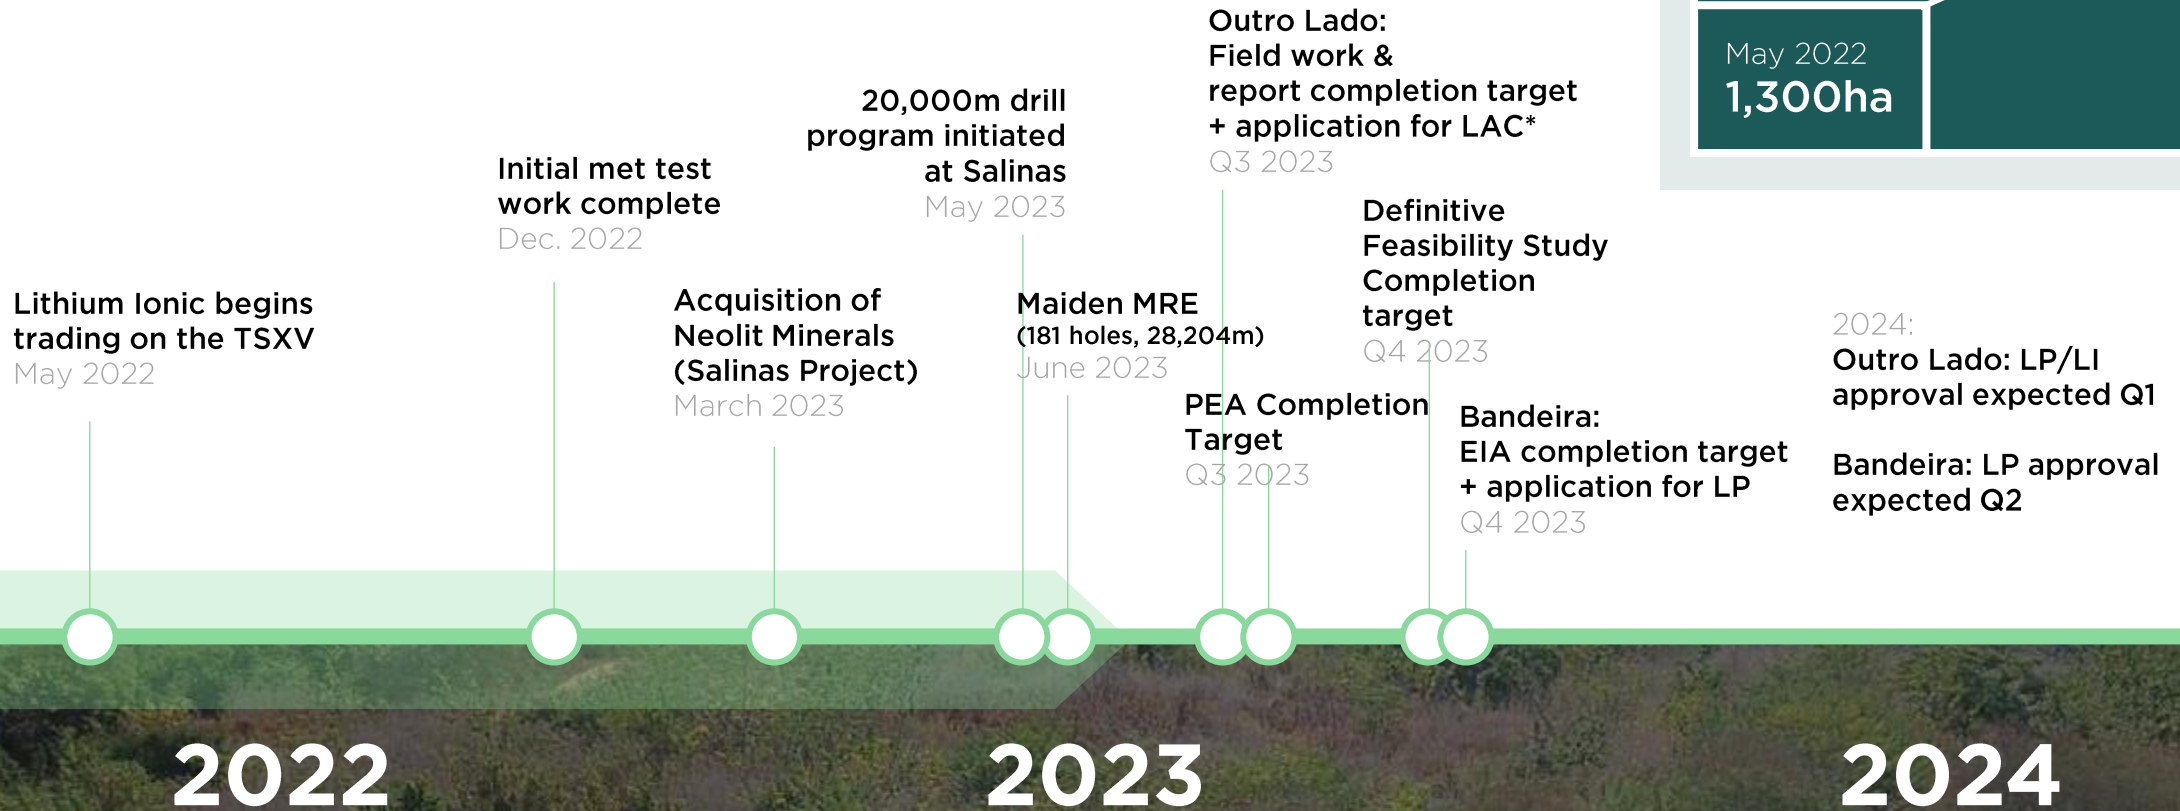 Lithium Ionic begins
trading on the TSXV
May 2022
Initial met test
work complete
Dec. 2022
Acquisition of
Neolit Minerals
(Salinas Project)
March 2023
20,000m drill
program initiated
at Salinas
May 2023
Maiden MRE
(181 holes, 28,204m)
June 2023
Outro Lado:
Field work &
report completion target
+ application for LAC*
Q3 2023
PEA Completion
Target
Q3 2023
Definitive
Feasibility Study
Completion
target
Q4 2023
Bandeira:
EIA completion target
+ application for LP
Q4 2023
May 2022
1,300ha
2024:
Outro Lado: LP/LI
approval expected Q1
Bandeira: LP approval
expected Q2
2022
2023
2024